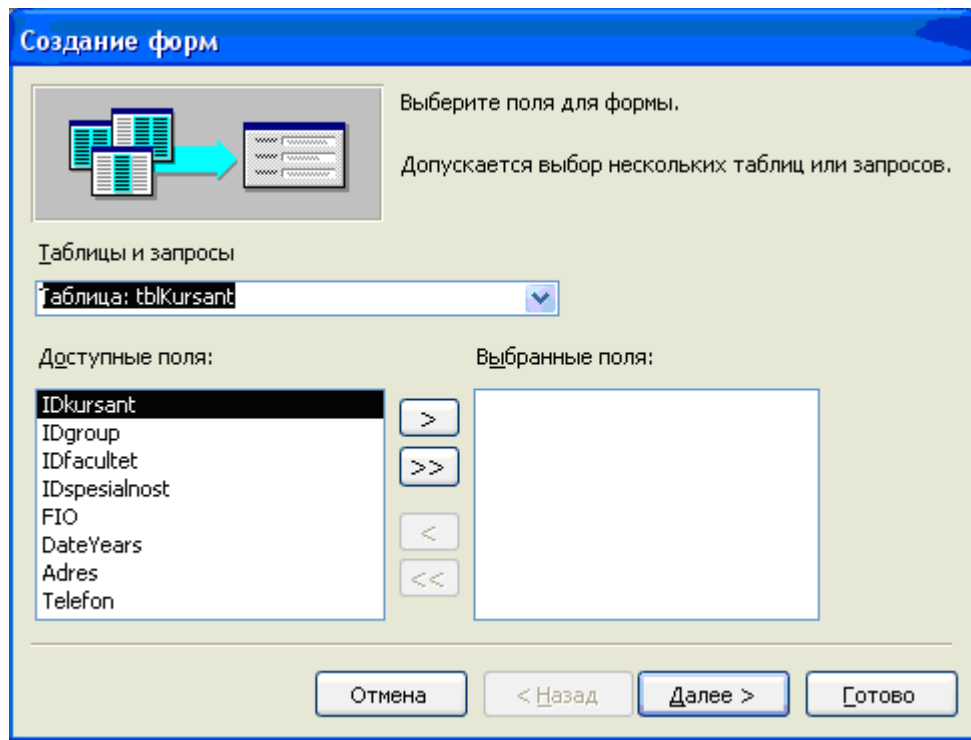 Создание форм
Выберите поля для формы.
Допускается выбор нескольких таблиц или запросов.
Таблицы и запросы
Таблица: tblKursant
Доступные поля:
Выбранные поля:
IDkursant
IDgroup
IDfacultet
IDspesialnost
FIO
DateYears
Adres
Telefon
>
>>
<
<<
Отмена
< Назад
Далее >
Готово